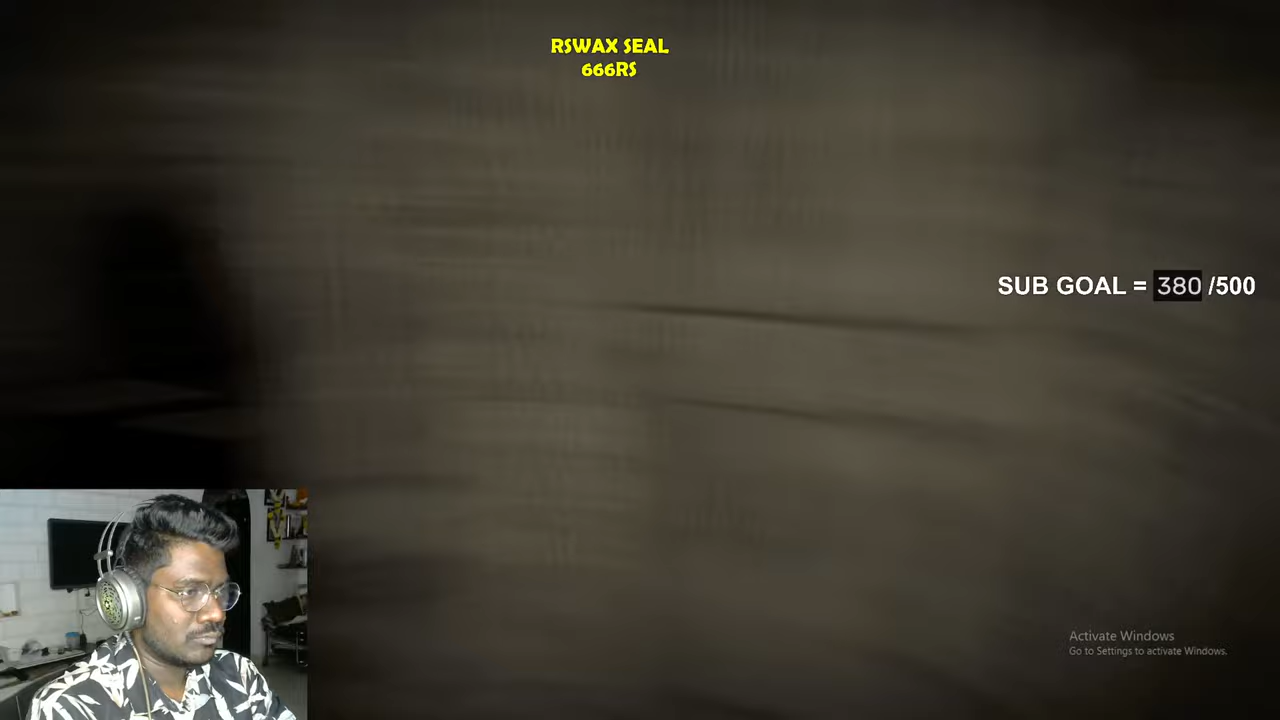 RSWAX SEAL
666RS
SUB GOAL = 380 /500
Activate Windows
Go to Settings to activate Windows.